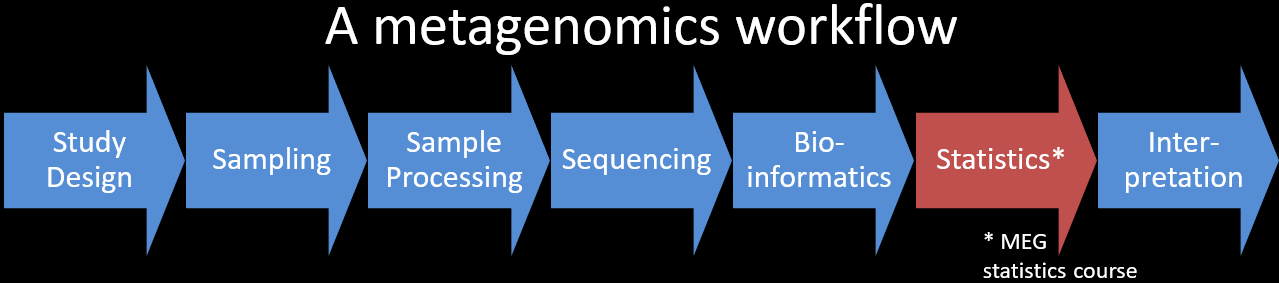 A metagenomics workflow
Study
Design
Sampling
Sample
Processing
Sequencing
Bio-
informatics
Statistics*
Inter-
pretation
* MEG
statistics course